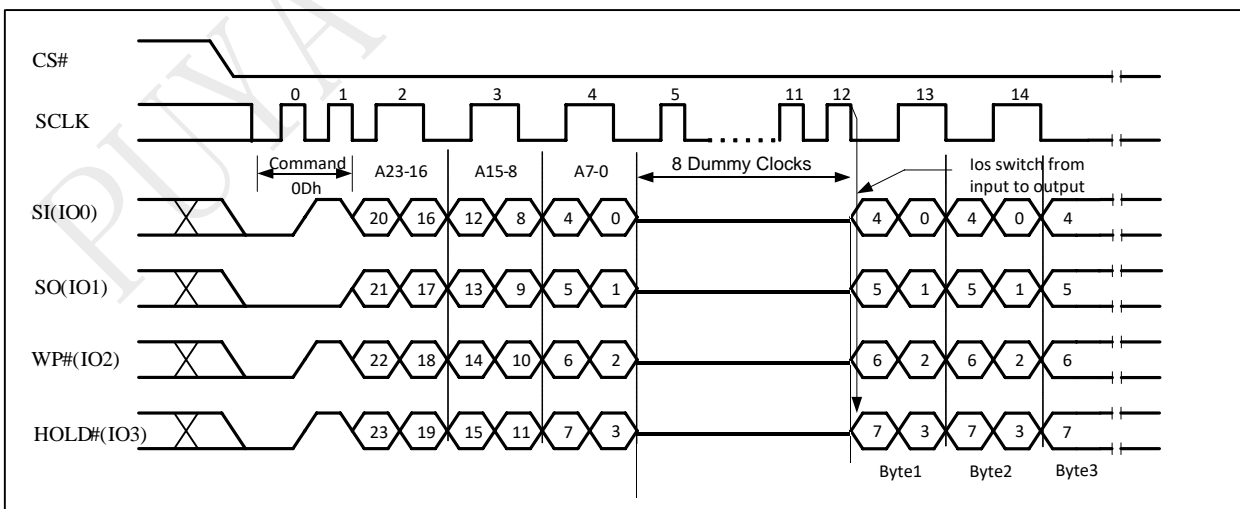 PUYA
CS#
0 1 2 3 4 5 11 12 13 14
SCLK
Command
0Dh
A23-16 A15-8 A7-0 8 Dummy Clocks
Ios switch from
input to output
SI(IO0) 20 16 12 8 4 0 4 0 4 0 4
SO(IO1) 21 17 13 9 5 1 5 1 5 1 5
WP#(IO2) 22 18 14 10 6 2 6 2 6 2 6
HOLD#(IO3) 23 19 15 11 7 3 7 3 7 3 7
Byte1 Byte2 Byte3